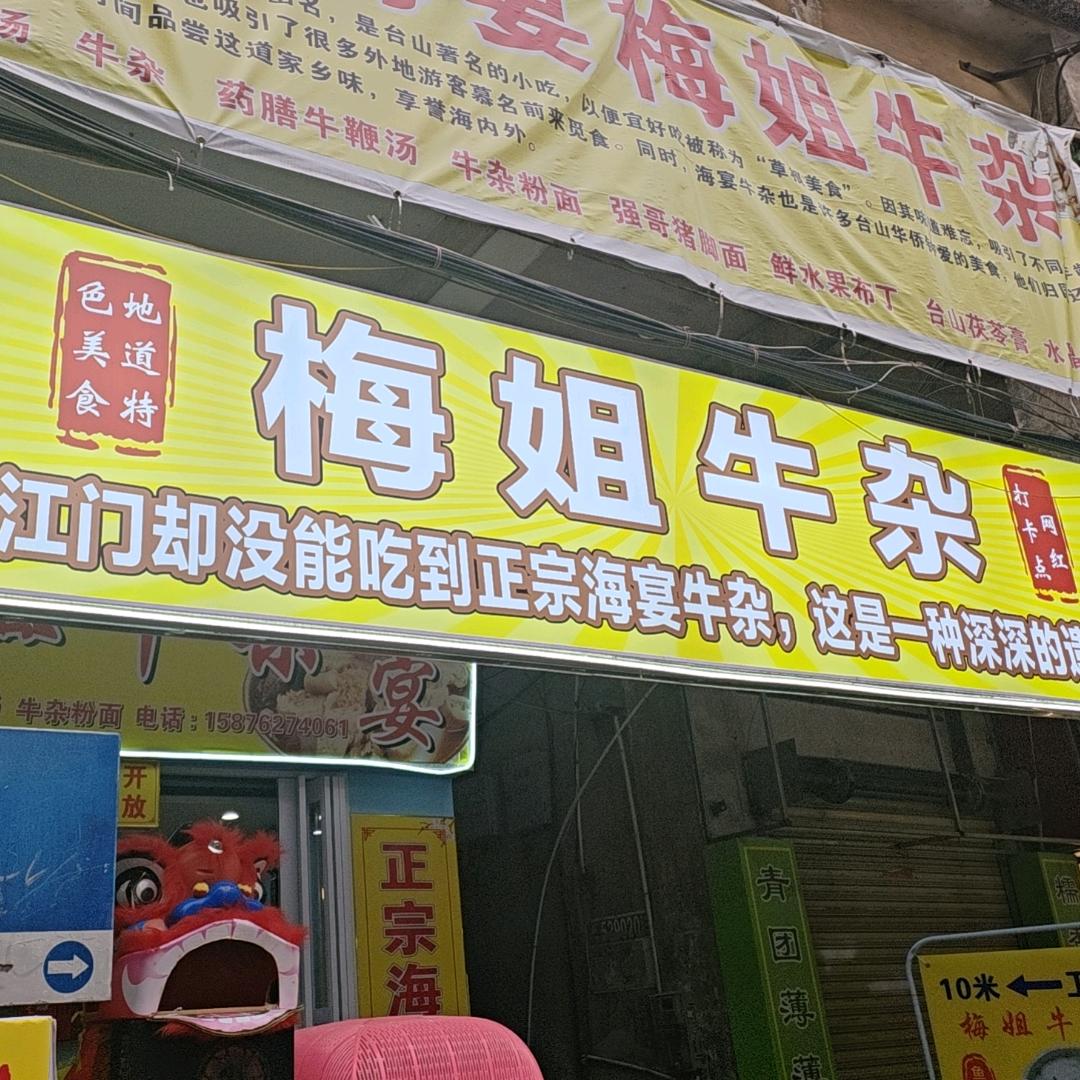 宴梅姐牛杂
名，是台山著名的小吃，以便宜好吃被称为“草根美食”。因其味道难忘，吸引了不同
也吸引了很多外地游客慕名前来觅食。同时，海宴牛杂也是许多台山华侨钟爱的美食，他们归
间品尝这道家乡味，享誉海内外。
汤 牛杂 药膳牛鞭汤 牛杂粉面 强哥猪脚面 鲜水果布丁 台山茯苓膏 水晶
地道特
色美食
梅姐牛杂
网红
打卡点
江门却没能吃到正宗海宴牛杂，这是一种深深的遗
宴
牛杂粉面 电话：15876274061
开放
正宗海
青团薄
糯
10米
梅姐牛